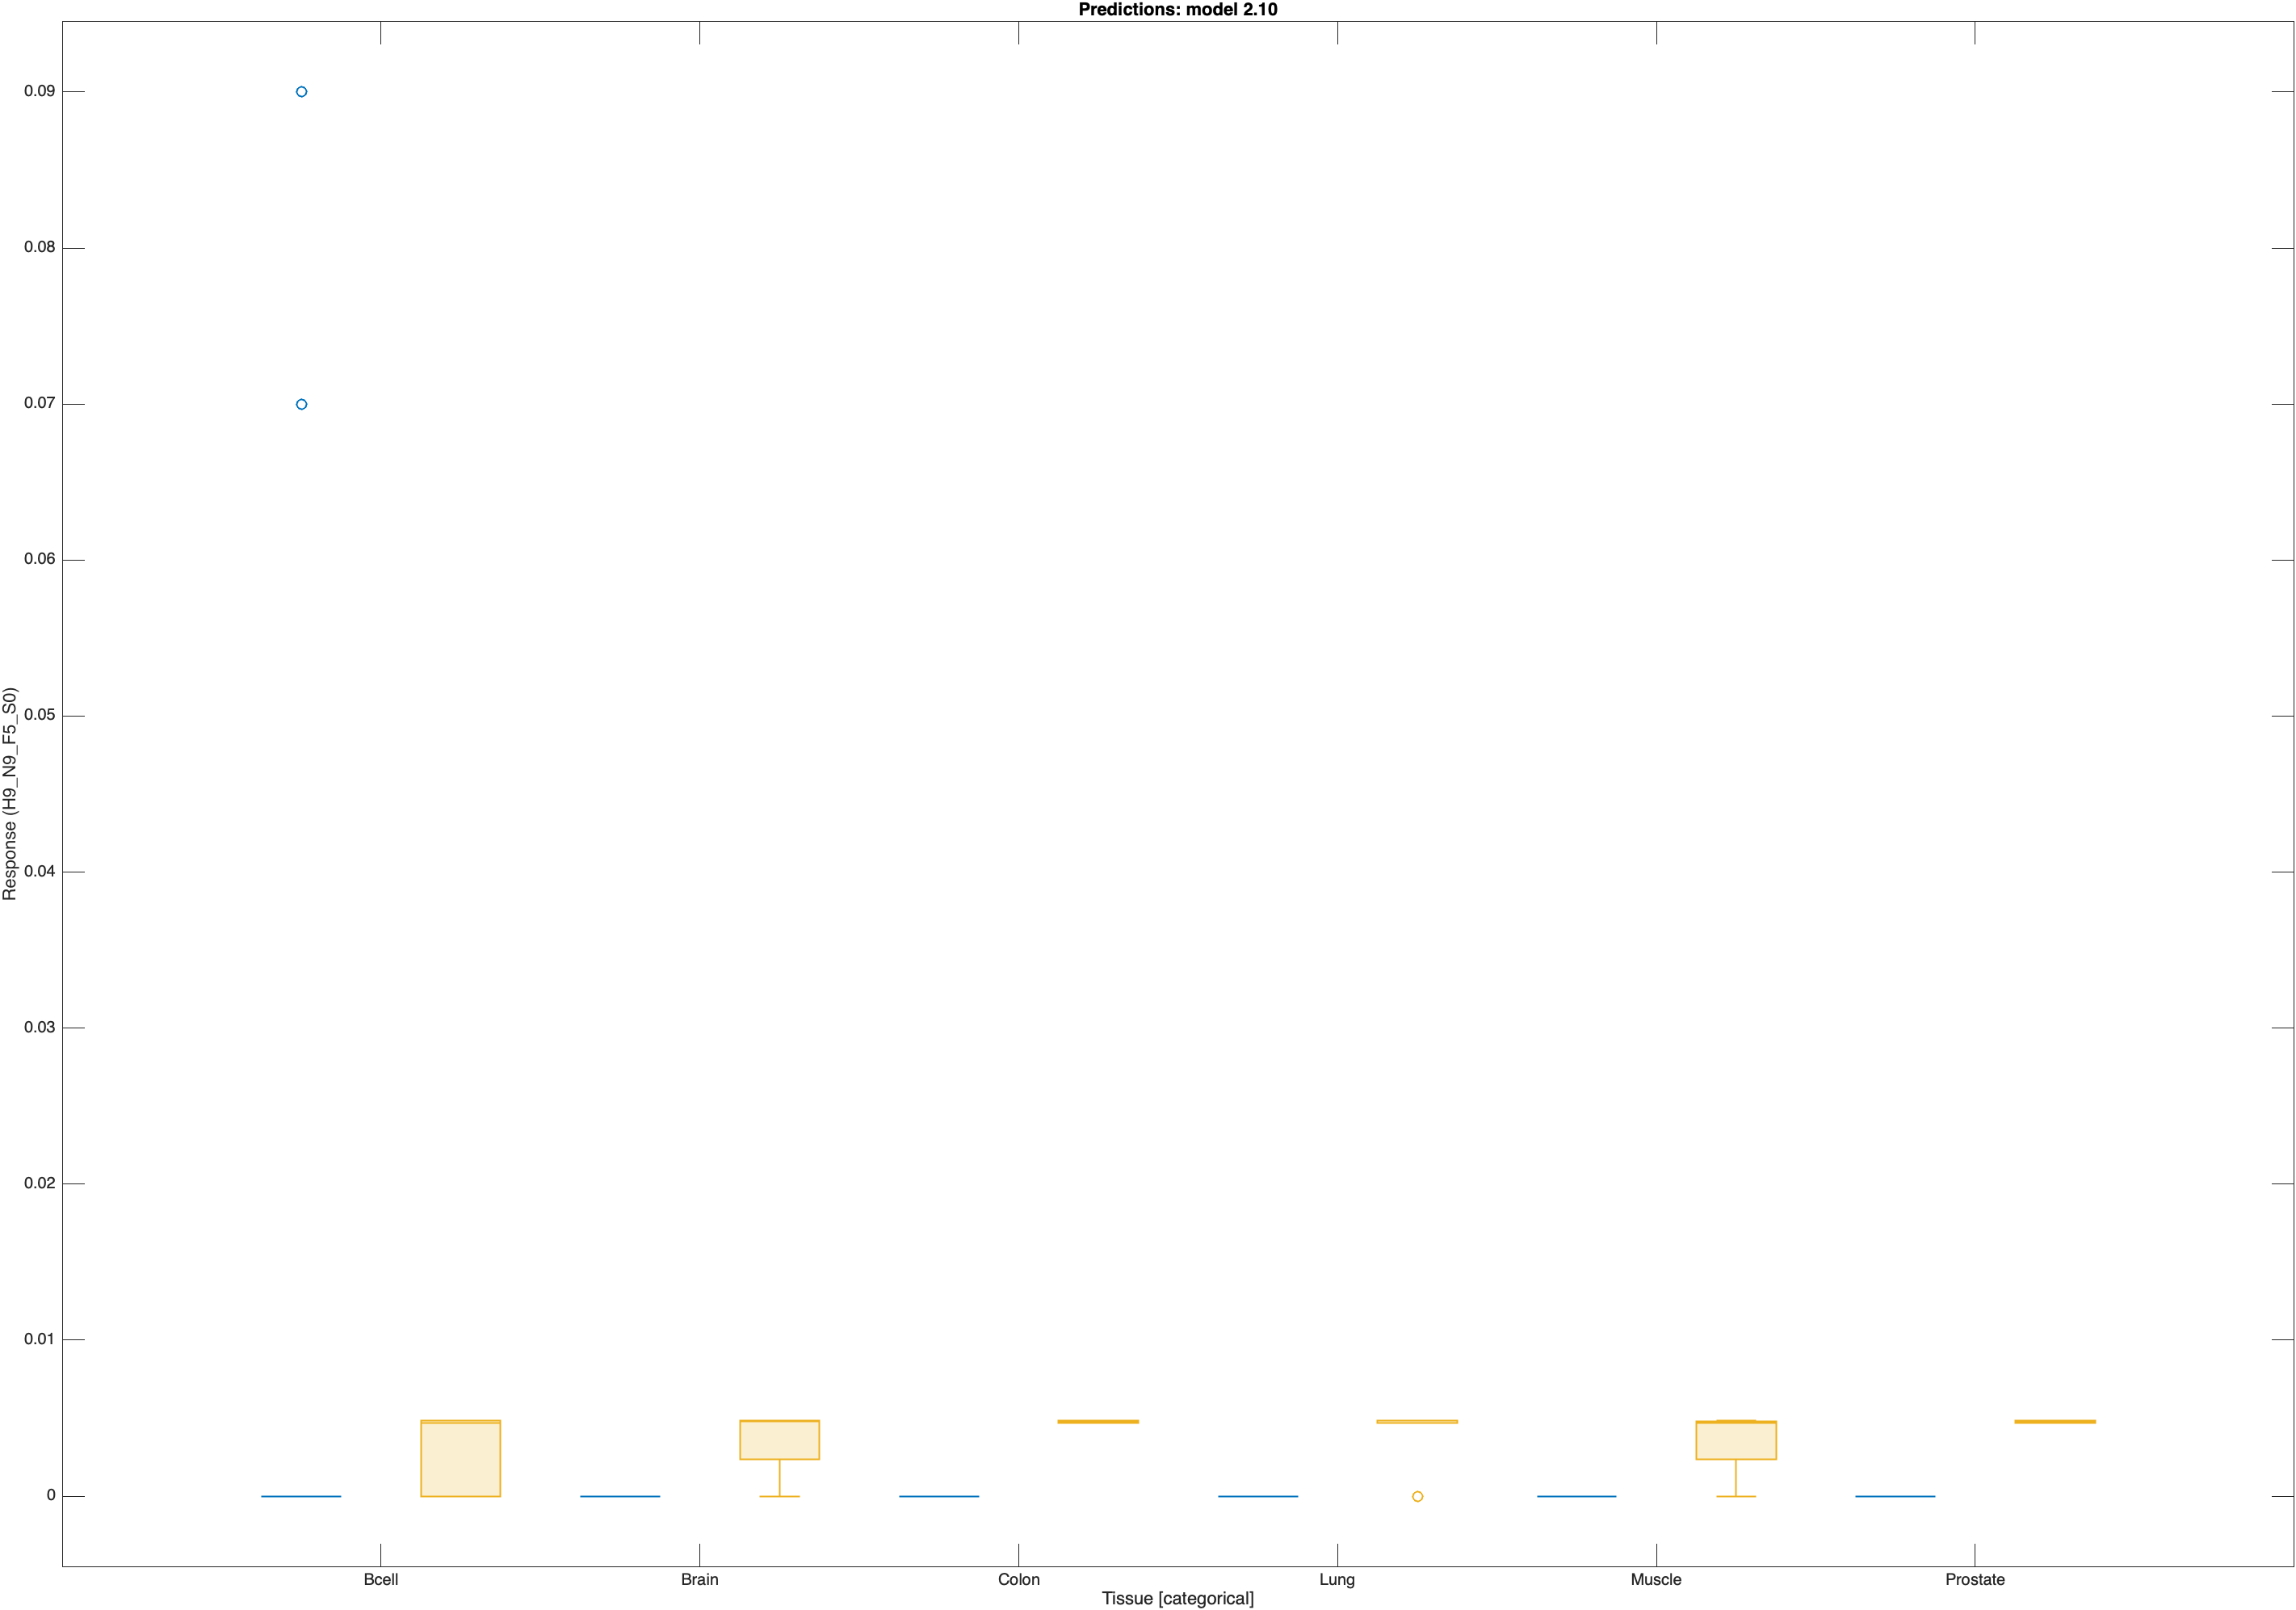 Predictions: model 2.10
Response (H9_N9_F5_S0)
0.09
0.08
0.07
0.06
0.05
0.04
0.03
0.02
0.01
0
Bcell Brain Colon Lung Muscle Prostate
Tissue [categorical]